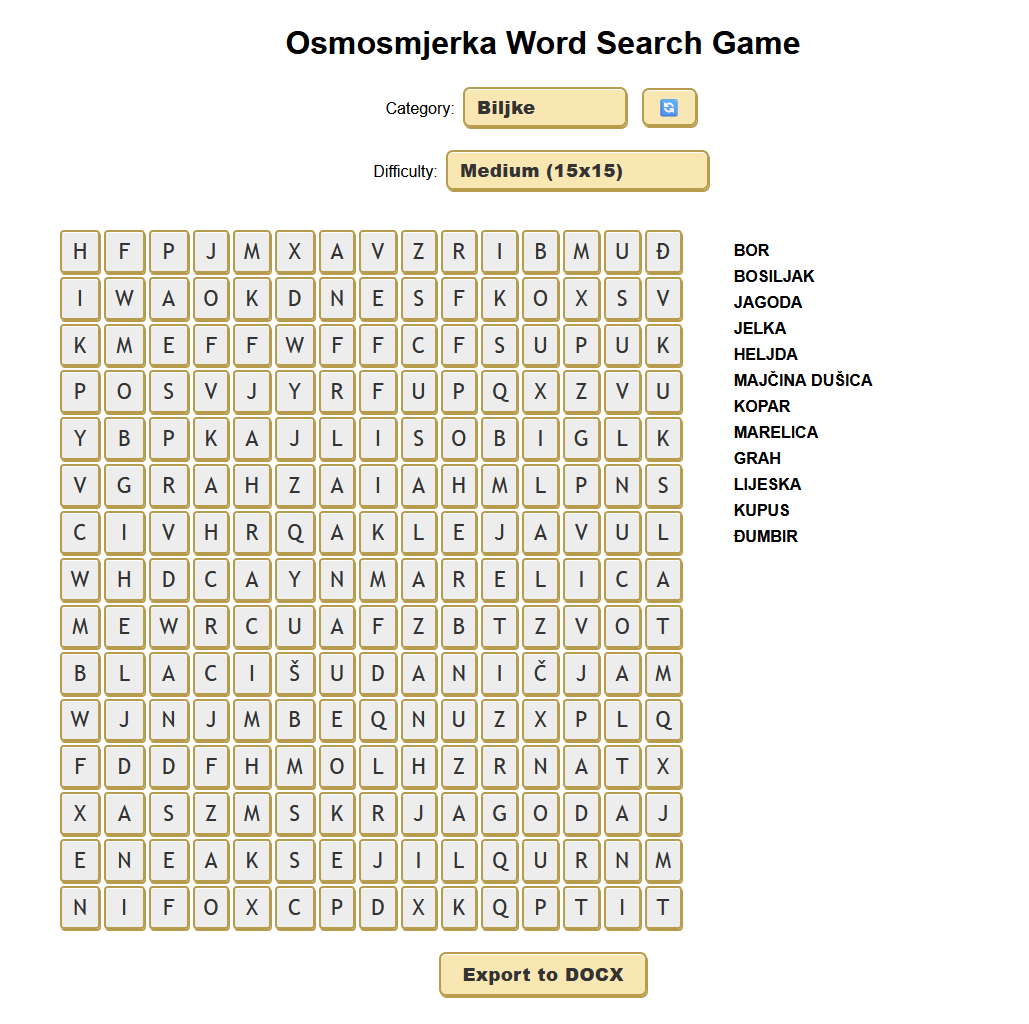 Osmosmjerka Word Search Game
Category: Biljke
Difficulty: Medium (15x15)
H F P J M X A V Z R I B M U Đ
I W A O K D N E S F K O X S V
K M E F F W F F C F S U P U K
P O S V J Y R F U P Q X Z V U
Y B P K A J L I S O B I G L K
V G R A H Z A I A H M L P N S
C I V H R Q A K L E J A V U L
W H D C A Y N M A R E L I C A
M E W R C U A F Z B T Z V O T
B L A C I Š U D A N I Č J A M
W J N J M B E Q N U Z X P L Q
F D D F H M O L H Z R N A T X
X A S Z M S K R J A G O D A J
E N E A K S E J I L Q U R N M
N I F O X C P D X K Q P T I T
BOR
BOSILJAK
JAGODA
JELKA
HELJDA
MAJČINA DUŠICA
KOPAR
MARELICA
GRAH
LIJESKA
KUPUS
ĐUMBIR
Export to DOCX